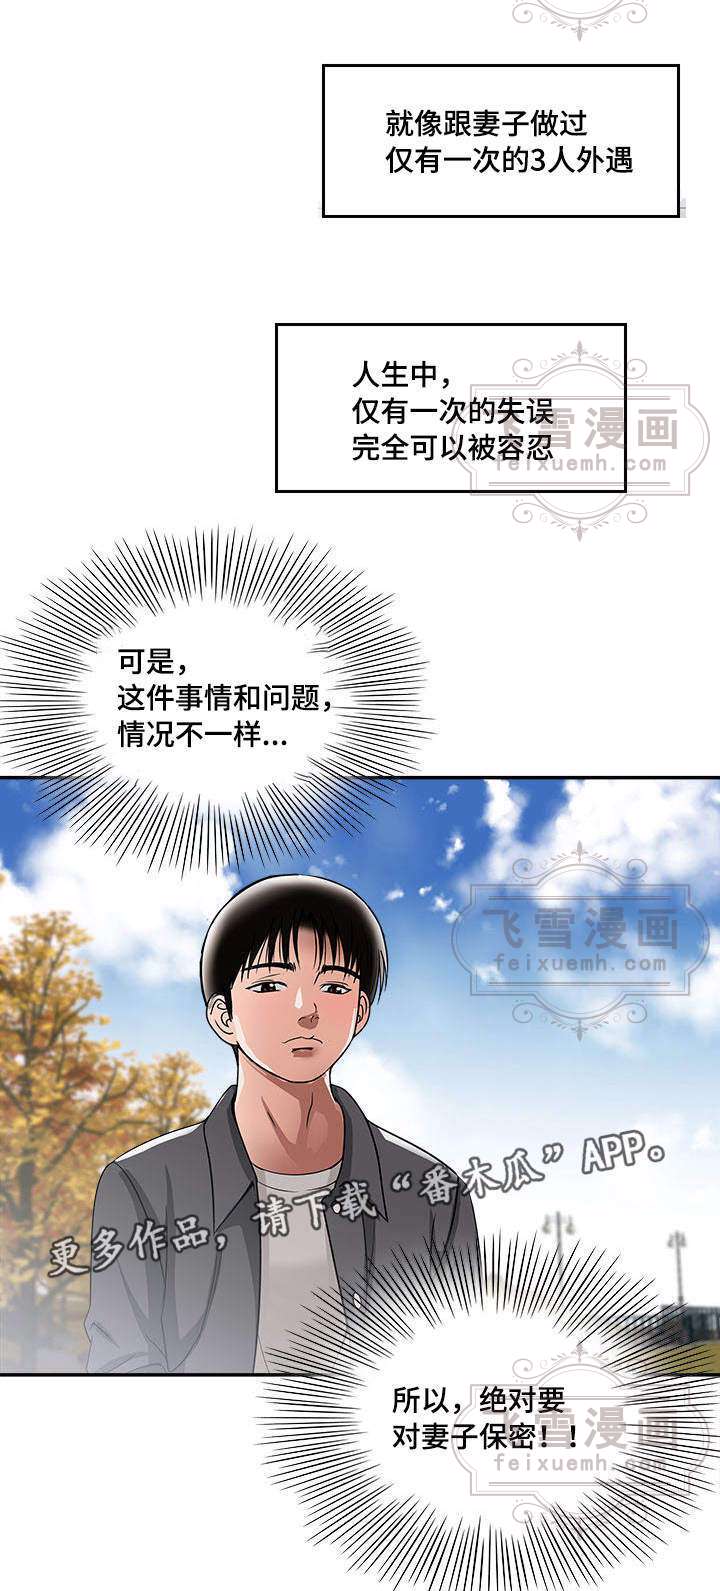 就像跟妻子做过
仅有一次的3人外遇
人生中，
仅有一次的失误
完全可以被容忍
飞雪漫画
feixuemh.com
可是，
这件事情和问题，
情况不一样...
飞雪漫画
feixuemh.com
更多作品，请下载“番木瓜”APP。
所以，绝对要
对妻子保密！！
飞雪漫画
feixuemh.com